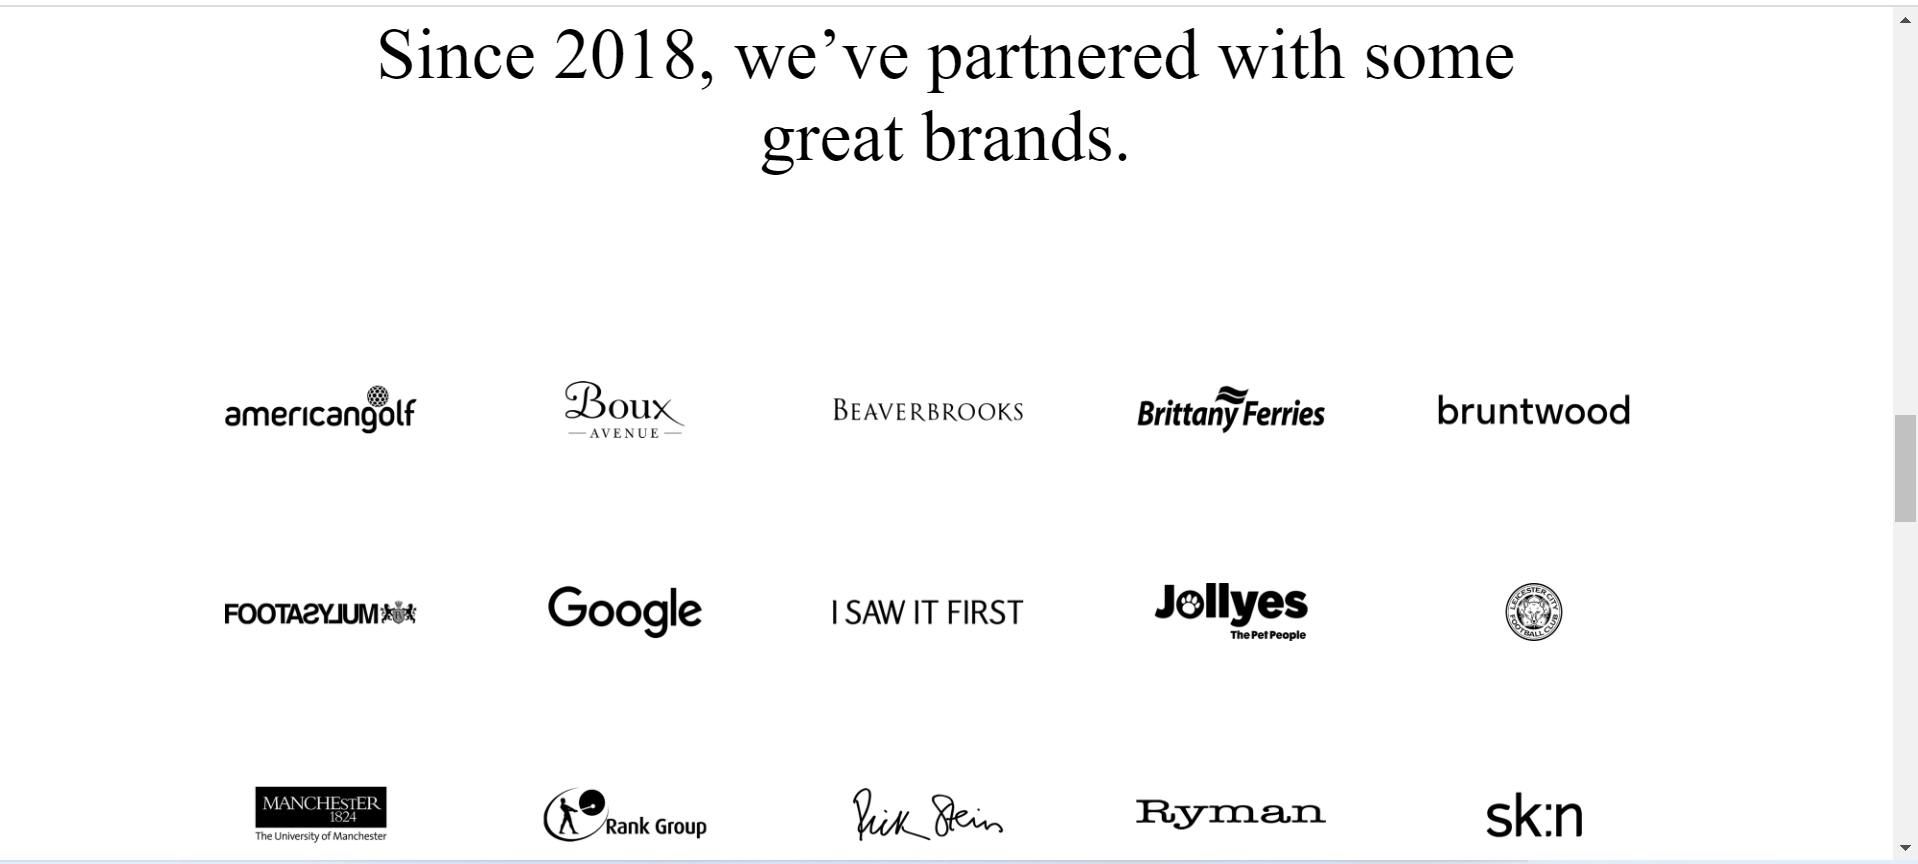 Since 2018, we’ve partnered with some
great brands.
americangolf
Boux
AVENUE
BEAVERBROOKS
Brittany Ferries
bruntwood
FOOTASYLUM
Google
I SAW IT FIRST
Jollyes
The Pet People
LEICESTER CITY
FOOTBALL CLUB
MANCHESTER
1824
The University of Manchester
Rank Group
Rick Stein
Ryman
sk:n